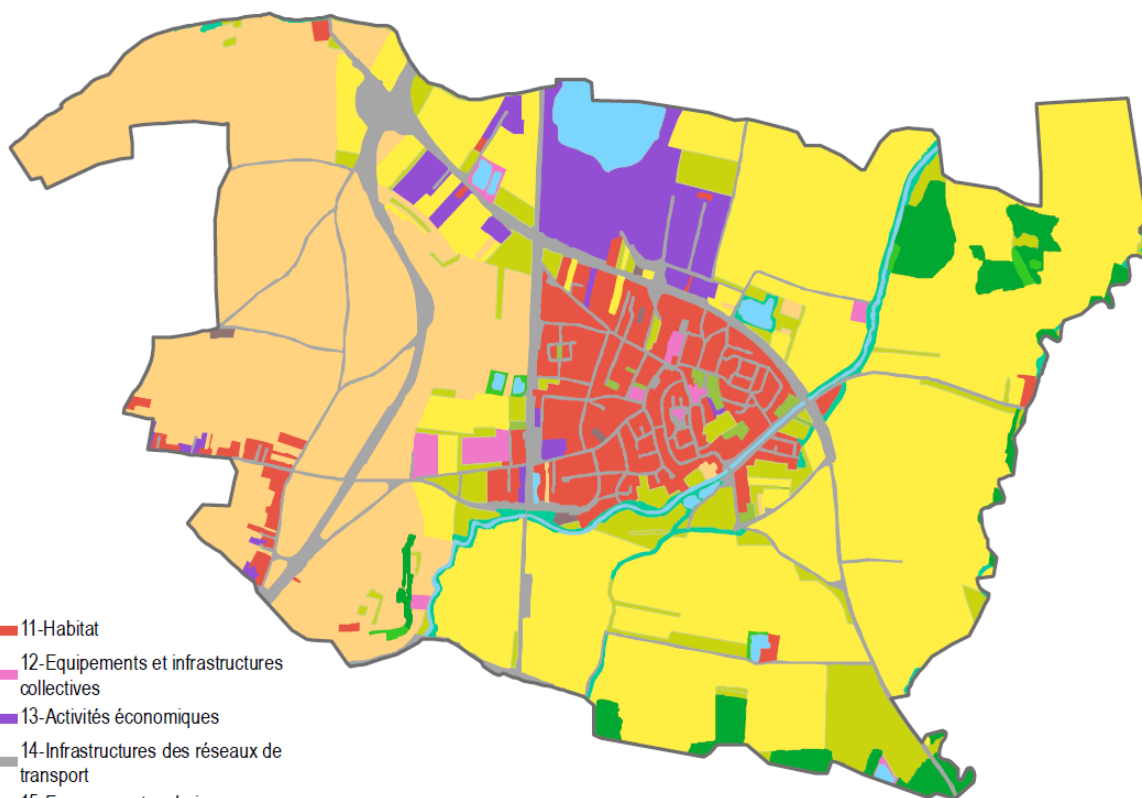 11-Habitat
12-Equipements et infrastructures
collectives
13-Activités économiques
14-Infrastructures des réseaux de
transport